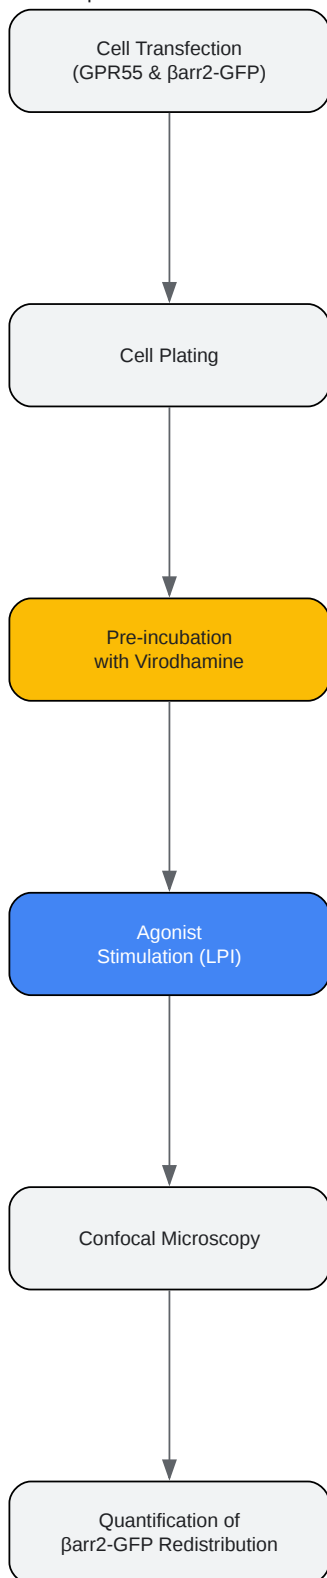 Cell Transfection
(GPR55 & βarr2-GFP)
Cell Plating
Pre-incubation
with Virodhamine
Agonist
Stimulation (LPI)
Confocal Microscopy
Quantification of
βarr2-GFP Redistribution